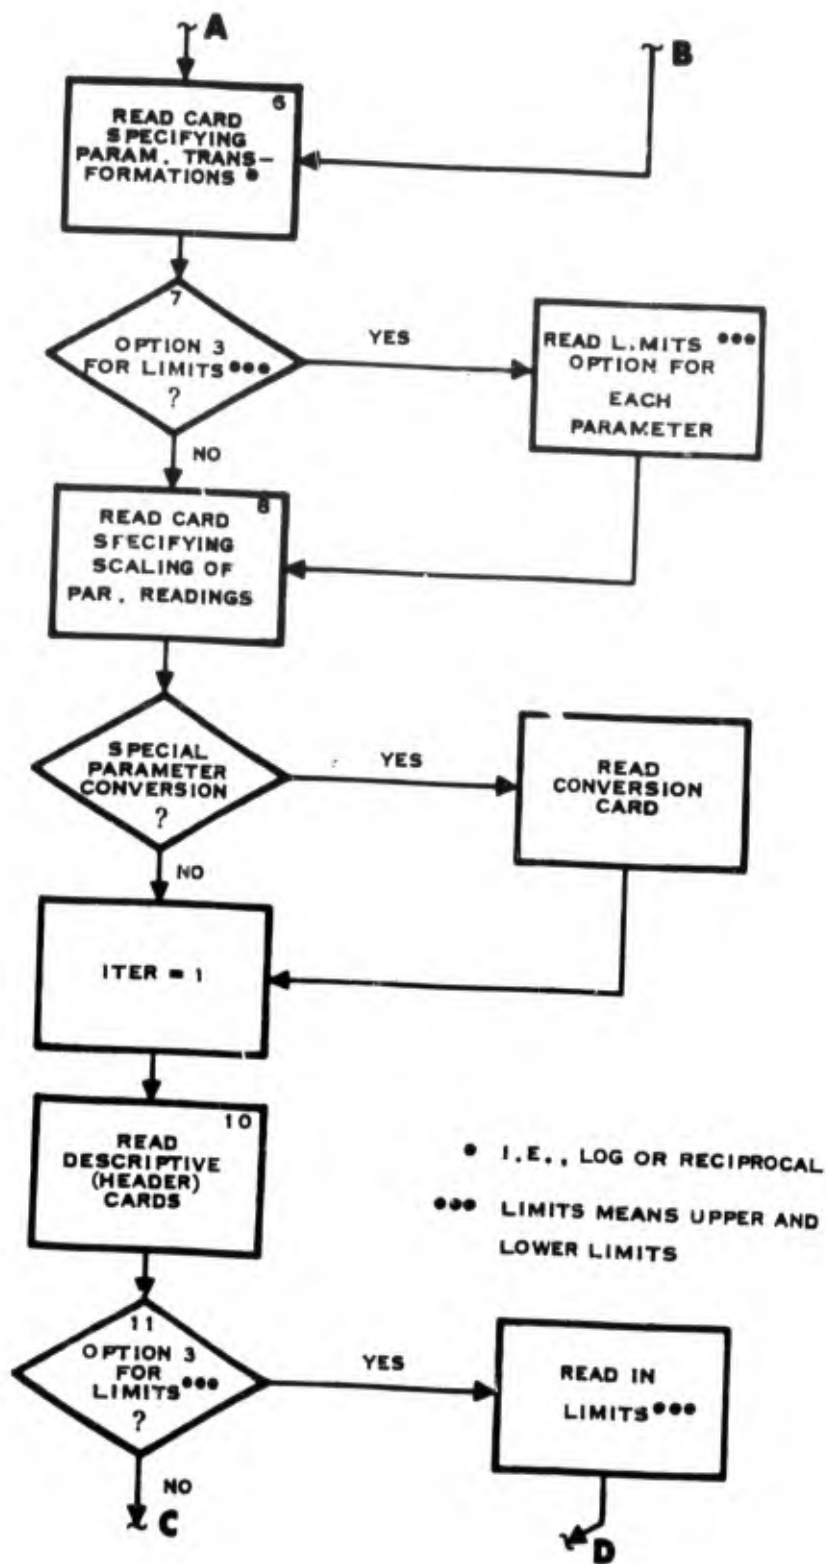 A
B
6
READ CARD
SPECIFYING
PARAM. TRANS-
FORMATIONS •
7
OPTION 3
FOR LIMITS •••
?
YES
READ L.MITS •••
OPTION FOR
EACH
PARAMETER
NO
8
READ CARD
SPECIFYING
SCALING OF
PAR. READINGS
SPECIAL
PARAMETER
CONVERSION
?
YES
READ
CONVERSION
CARD
NO
ITER = 1
10
READ
DESCRIPTIVE
(HEADER)
CARDS
• I.E., LOG OR RECIPROCAL
••• LIMITS MEANS UPPER AND
LOWER LIMITS
11
OPTION 3
FOR
LIMITS •••
?
YES
READ IN
LIMITS •••
NO
C
D